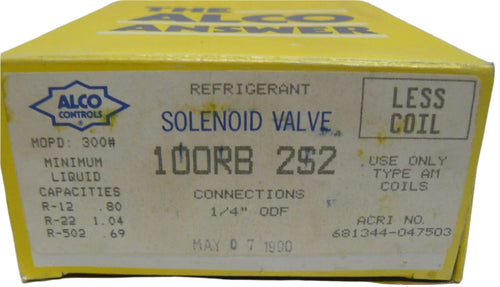 THE
ALCO
ANSWER
ALCO
CONTROLS
MOPD: 300#
MINIMUM
LIQUID
CAPACITIES
R-12 .80
R-22 1.04
R-502 .69
REFRIGERANT
SOLENOID VALVE
100RB 2S2
CONNECTIONS
1/4" ODF
MAY 07 1990
LESS
COIL
USE ONLY
TYPE AM
COILS
ACRI NO.
681344-047503